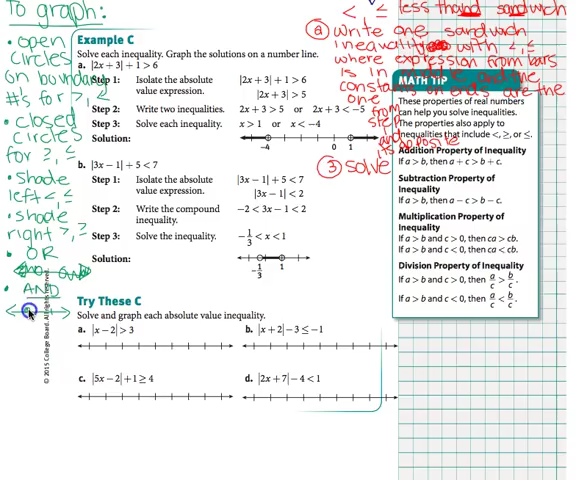 To graph:
• open
circles
on boundary
#'s for >, <
• closed
circles
for ≥, ≤
• shade
left <, ≤
• shade
right >, ≥
• OR
• AND
< ≤ less thand sandwich
② write one sandwich
inequality with <, ≤
where expression from bars
is in middle and the
constants on ends are the
one
from
step
and
its opposite
③ solve
Example C
Solve each inequality. Graph the solutions on a number line.
a. |2x + 3| + 1 > 6
Step 1: Isolate the absolute value expression. |2x + 3| + 1 > 6
|2x + 3| > 5
Step 2: Write two inequalities. 2x + 3 > 5 or 2x + 3 < −5
Step 3: Solve each inequality. x > 1 or x < −4
Solution:
−4 0 1
b. |3x − 1| + 5 < 7
Step 1: Isolate the absolute value expression. |3x − 1| + 5 < 7
|3x − 1| < 2
Step 2: Write the compound inequality. −2 < 3x − 1 < 2
Step 3: Solve the inequality. −1/3 < x < 1
Solution:
−1/3 1
Try These C
Solve and graph each absolute value inequality.
a. |x − 2| > 3
b. |x + 2| − 3 ≤ −1
c. |5x − 2| + 1 ≥ 4
d. |2x + 7| − 4 < 1
© 2015 College Board. All rights reserved.
MATH TIP
These properties of real numbers
can help you solve inequalities.
The properties also apply to
inequalities that include <, ≥, or ≤.
Addition Property of Inequality
If a > b, then a + c > b + c.
Subtraction Property of
Inequality
If a > b, then a − c > b − c.
Multiplication Property of
Inequality
If a > b and c > 0, then ca > cb.
If a > b and c < 0, then ca < cb.
Division Property of Inequality
If a > b and c > 0, then a/c > b/c.
If a > b and c < 0, then a/c < b/c.